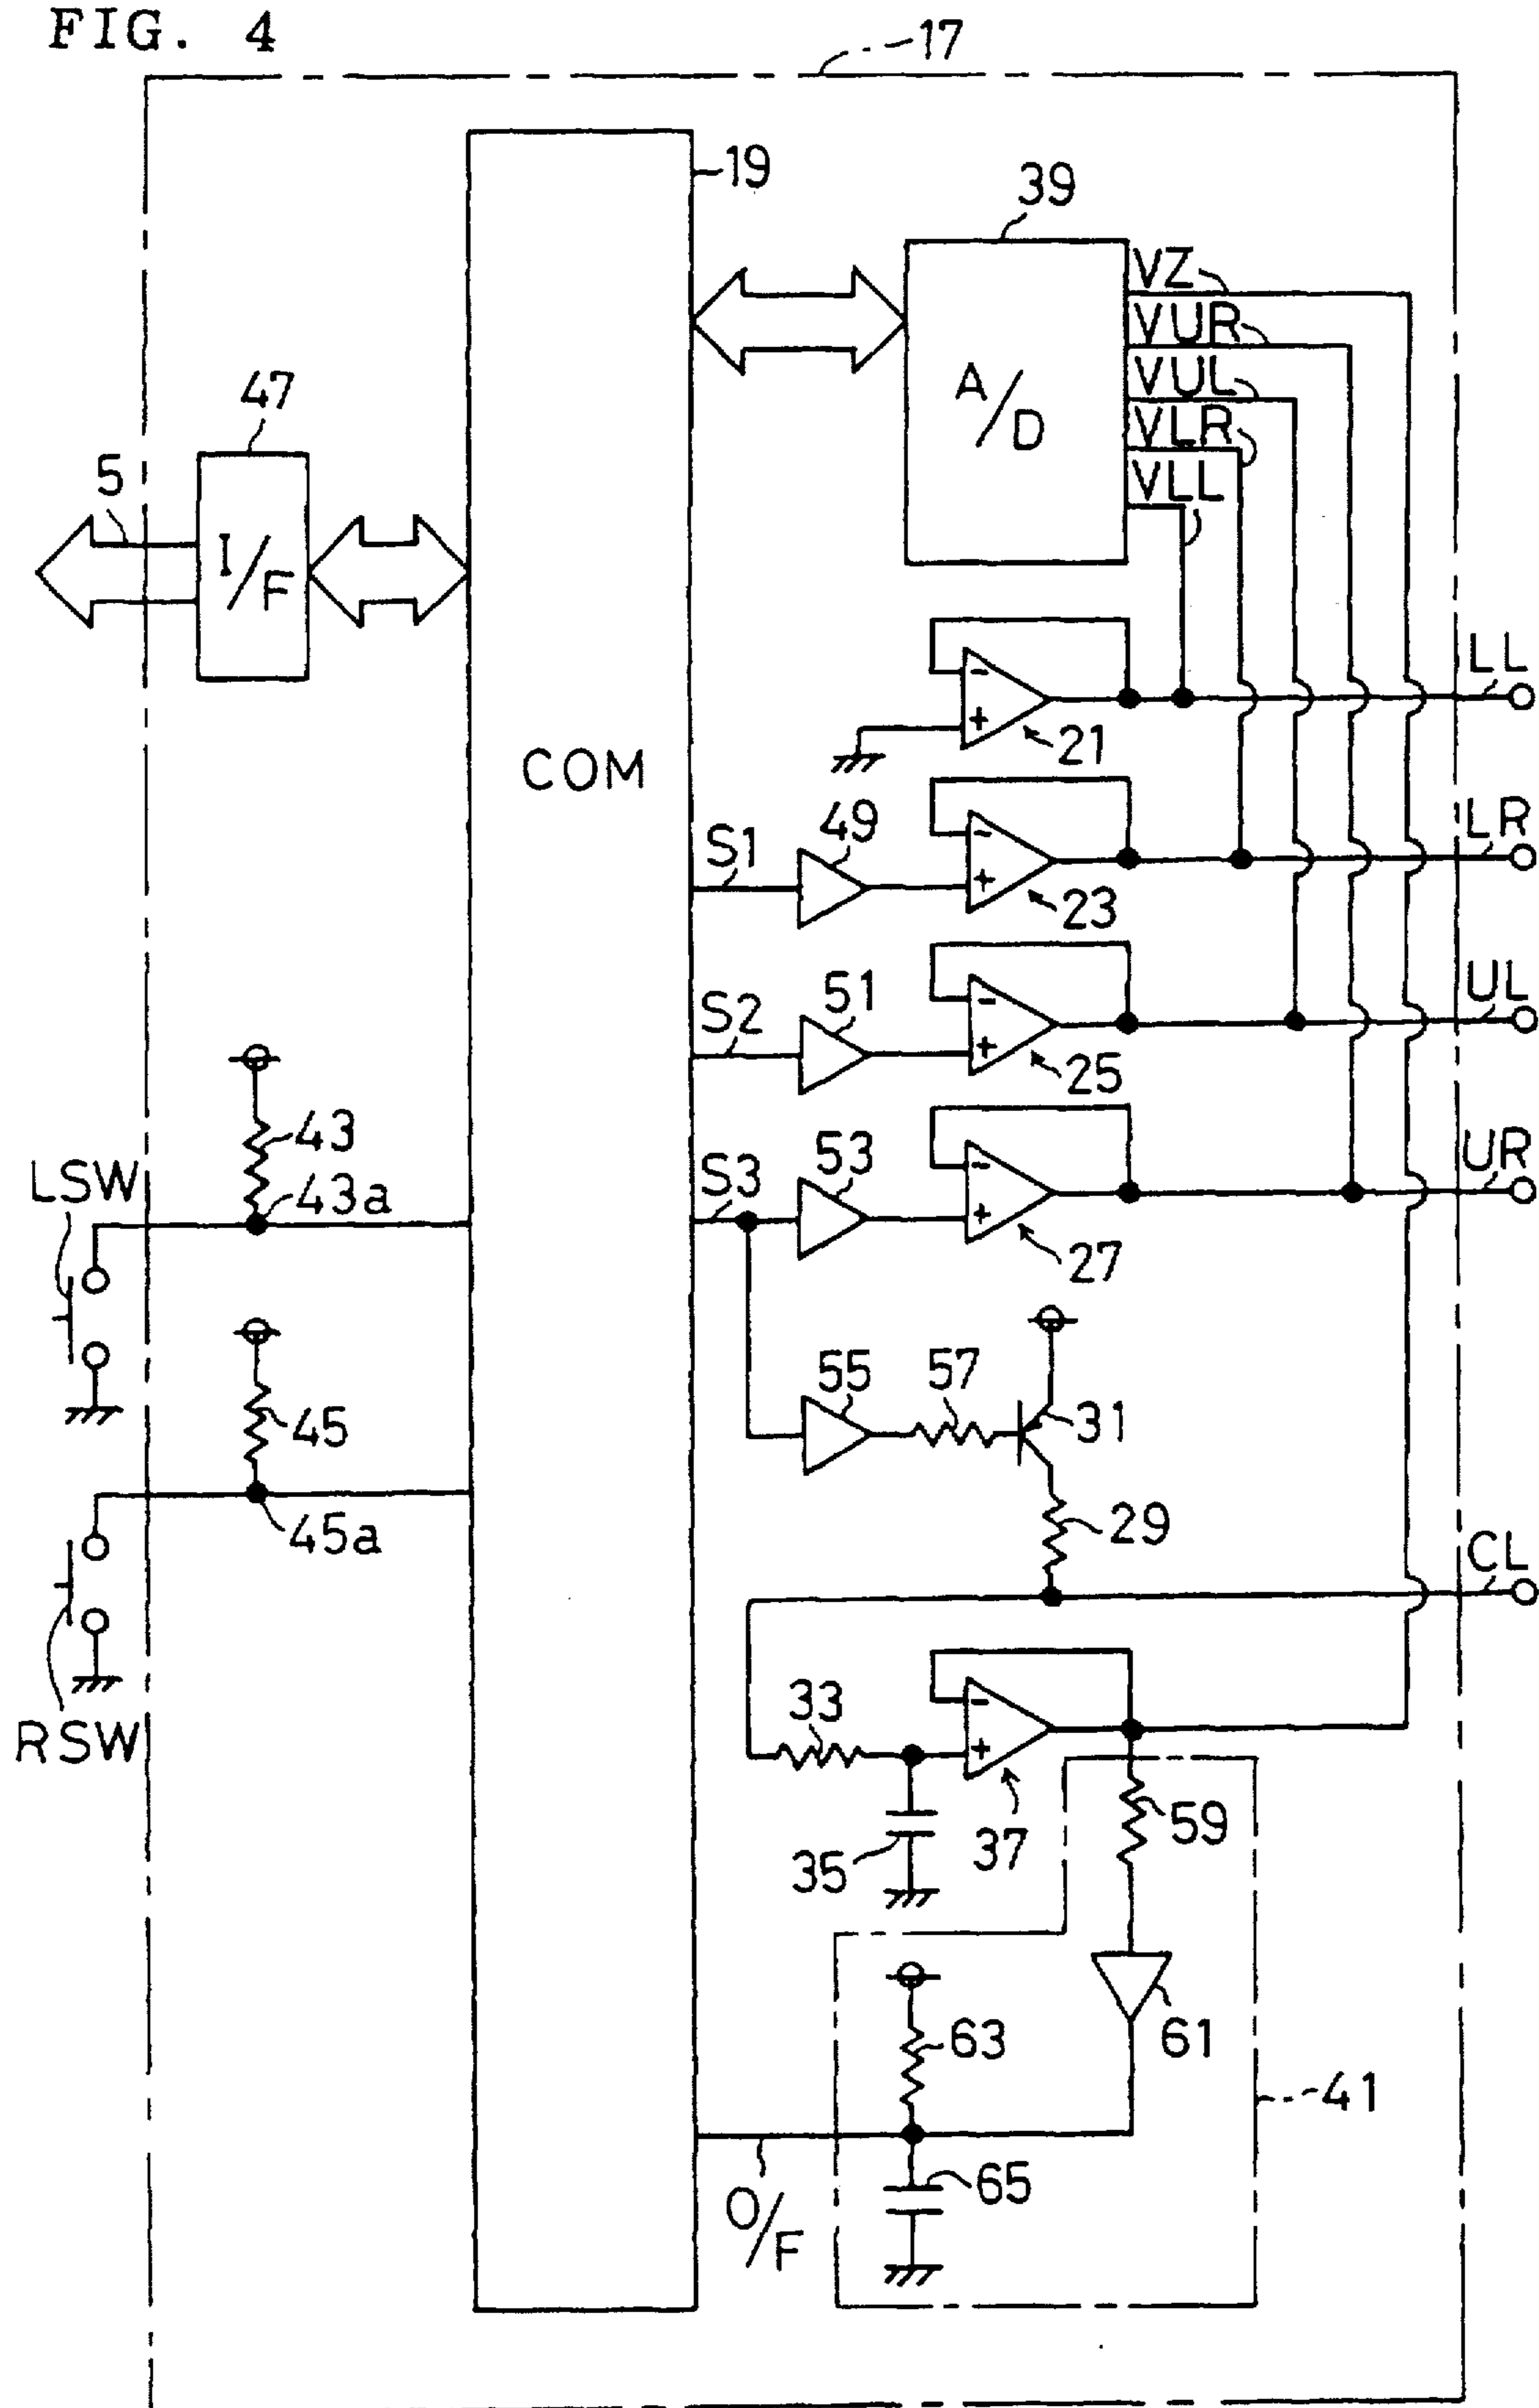 FIG. 4
17
19
39
VZ
VUR
VUL
VLR
VLL
A/D
47
5
I/F
LL
21
COM
LR
49
S1
23
UL
51
S2
25
43
UR
53
LSW
43a
S3
27
55
57
31
45
29
CL
45a
33
RSW
59
35
37
63
61
41
65
O/F
-
+
-
+
-
+
-
+
-
+